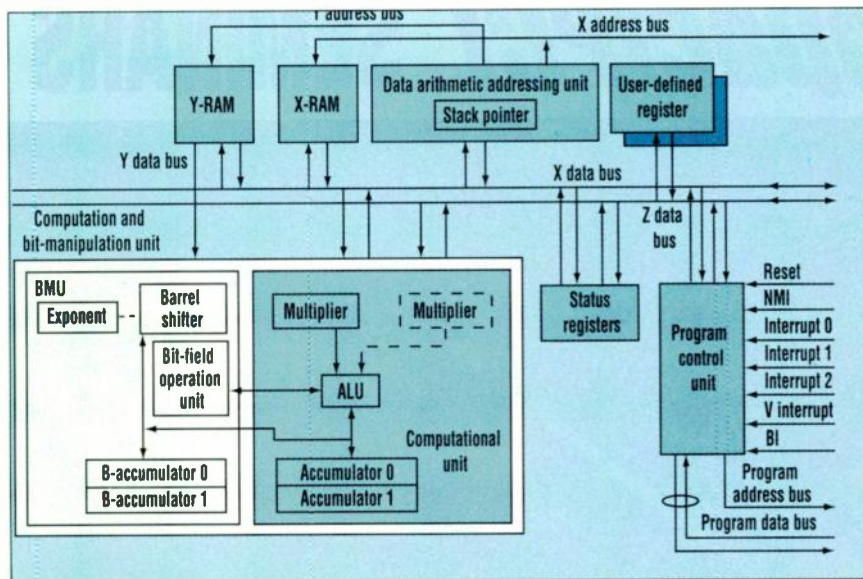 Y address bus
X address bus
Y-RAM
X-RAM
Data arithmetic addressing unit
Stack pointer
User-defined
register
Y data bus
X data bus
Z data
bus
Computation and
bit-manipulation unit
BMU
Exponent
Barrel
shifter
Bit-field
operation
unit
B-accumulator 0
B-accumulator 1
Multiplier
Multiplier
ALU
Computational
unit
Accumulator 0
Accumulator 1
Status
registers
Program
control
unit
Reset
NMI
Interrupt 0
Interrupt 1
Interrupt 2
V interrupt
BI
Program
address bus
Program data bus